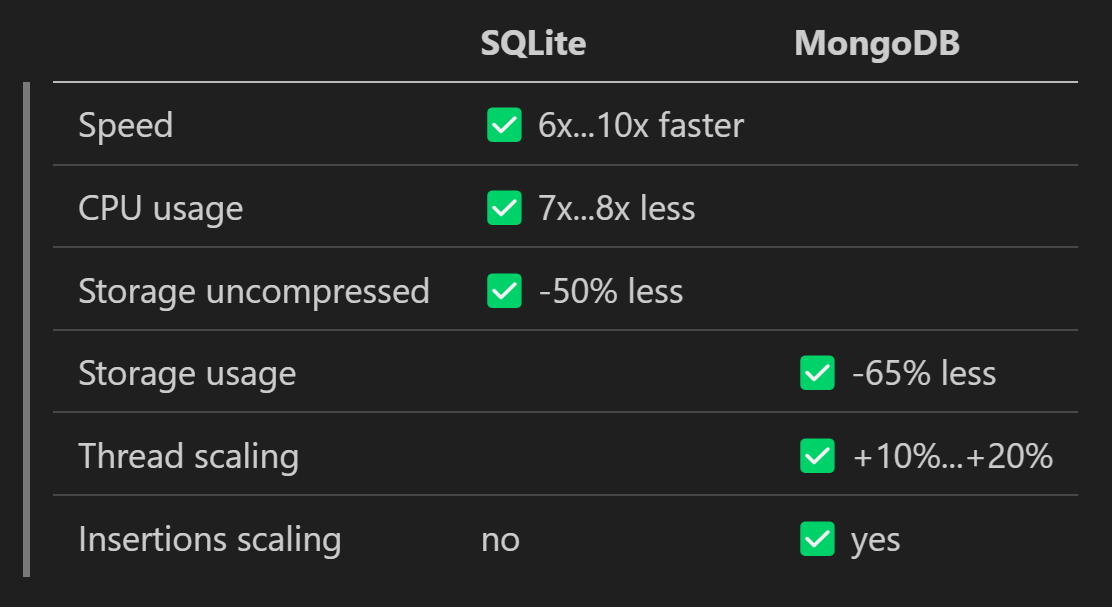 SQLite MongoDB
Speed ✅ 6x...10x faster
CPU usage ✅ 7x...8x less
Storage uncompressed ✅ -50% less
Storage usage ✅ -65% less
Thread scaling ✅ +10%...+20%
Insertions scaling no ✅ yes